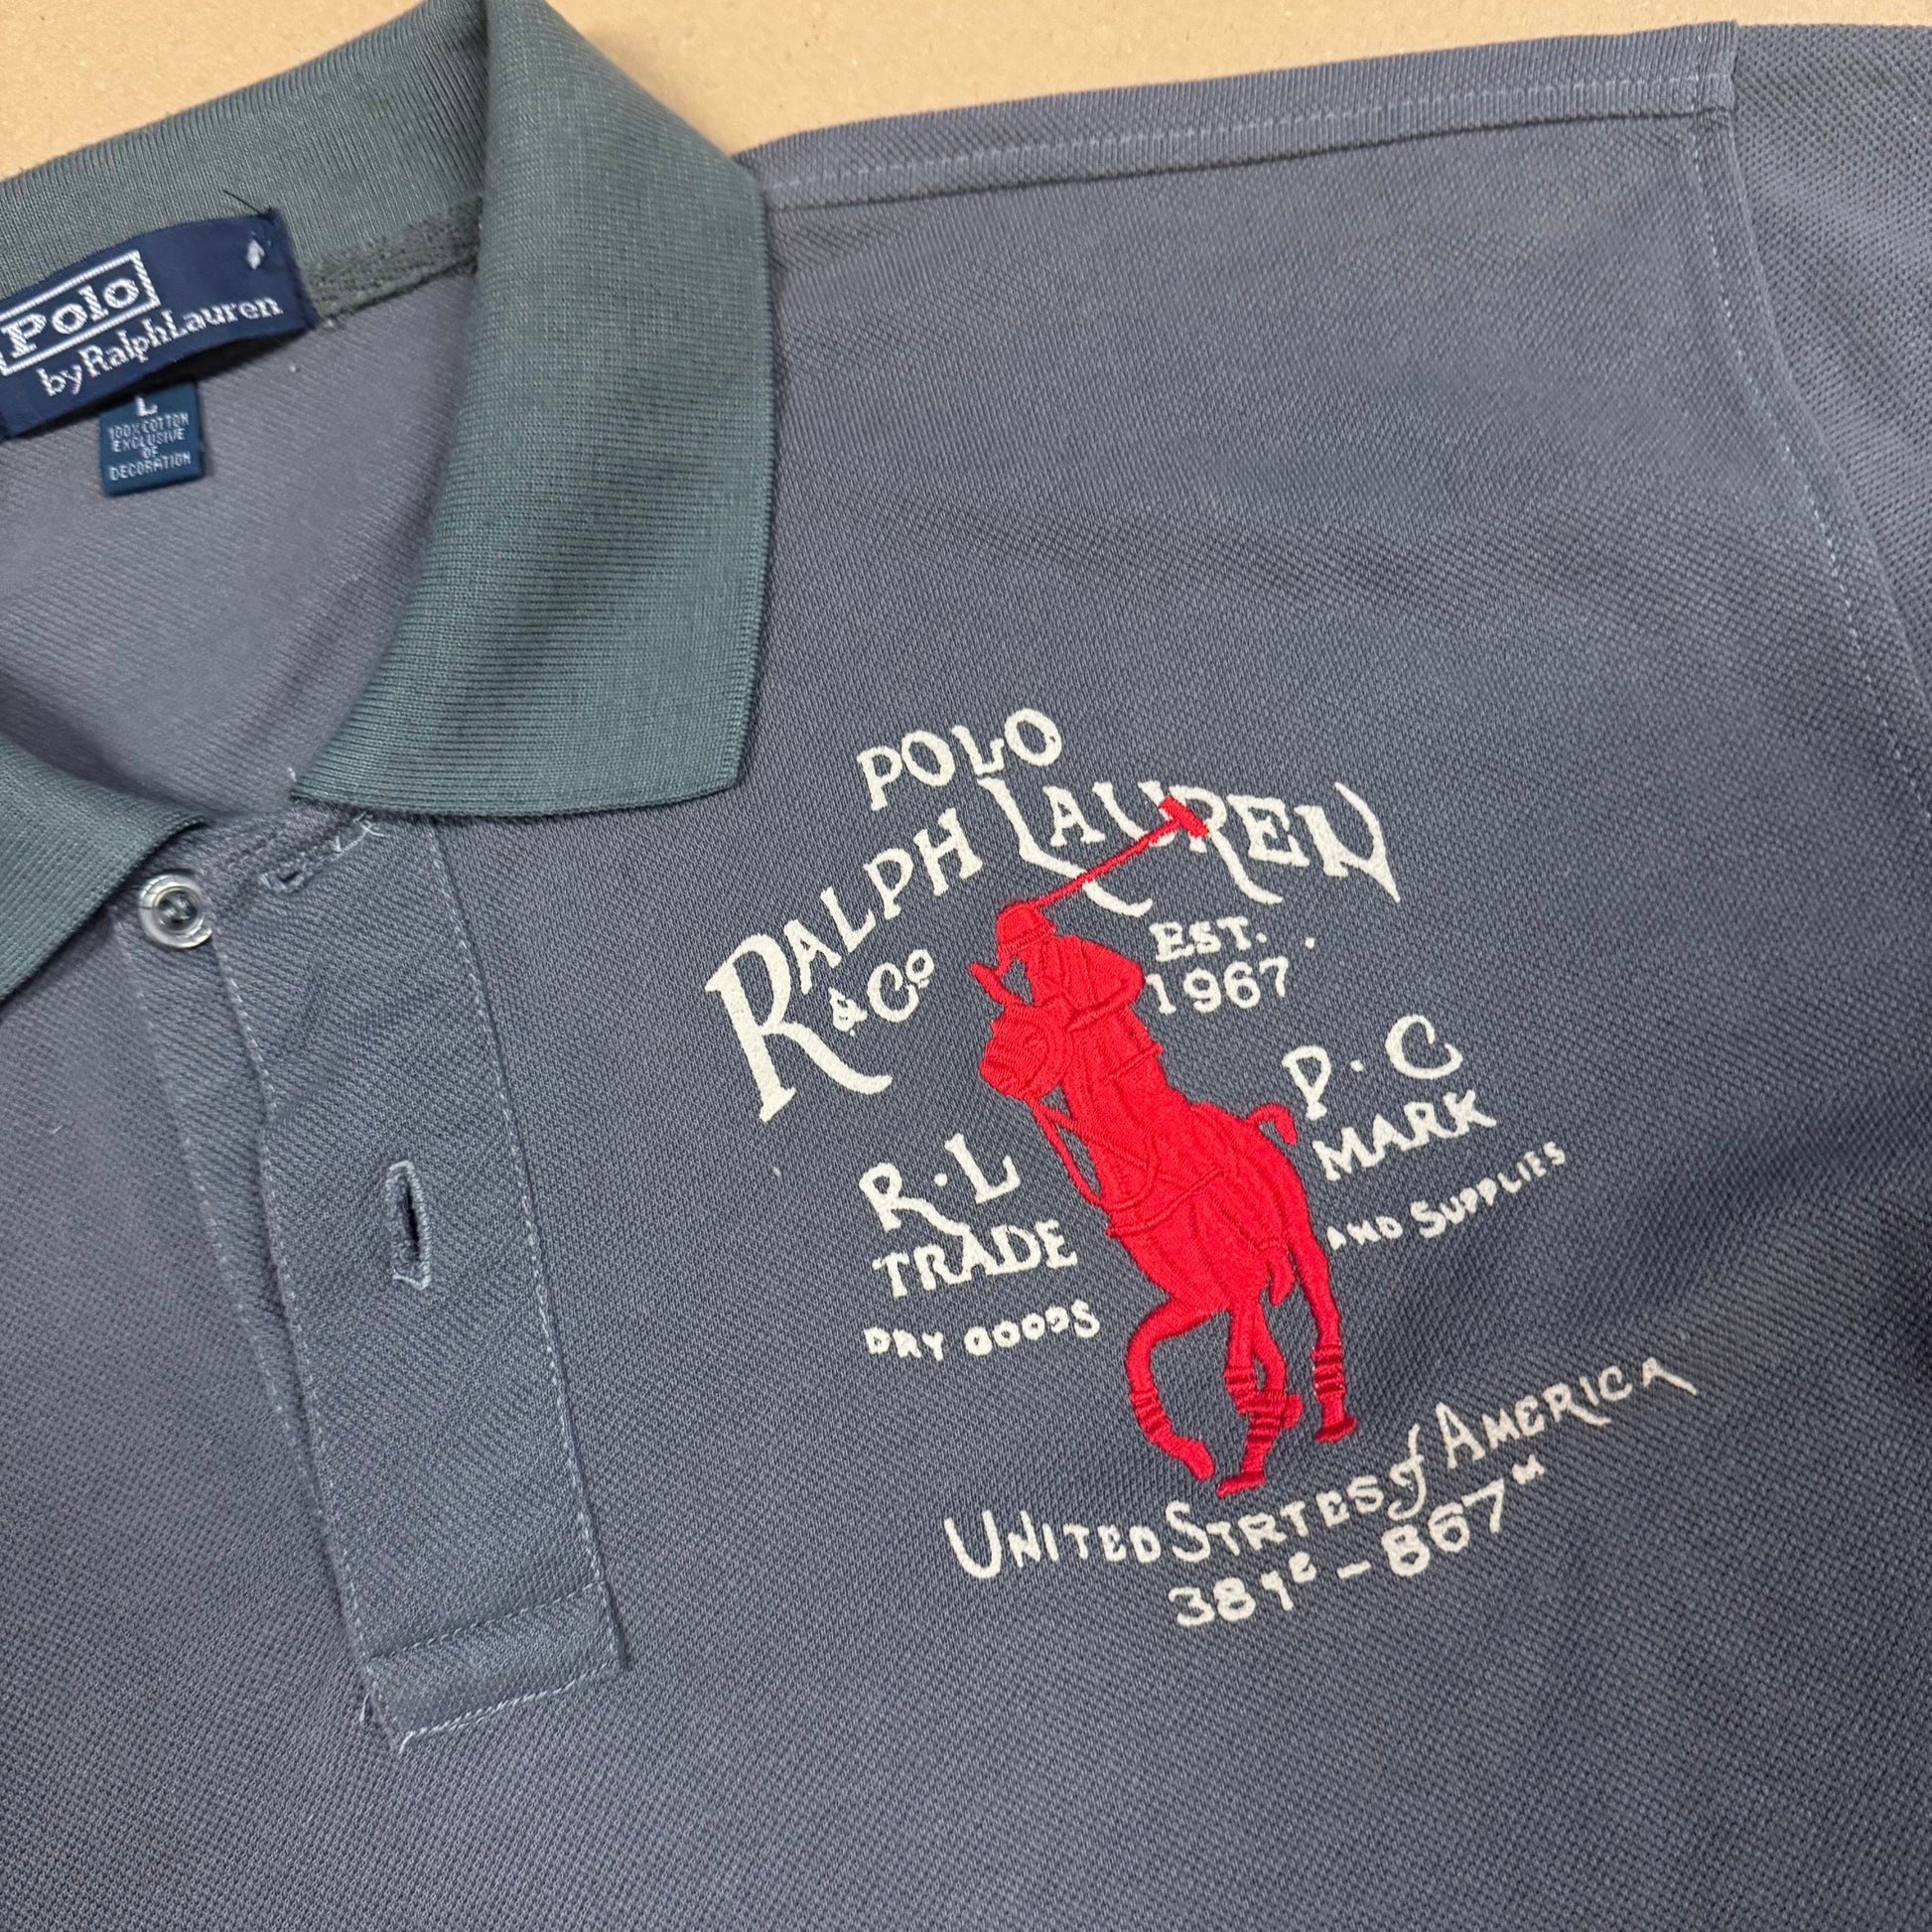 Polo
by Ralph Lauren
L
100% COTTON
EXCLUSIVE
OF
DECORATION
POLO
RALPH LAUREN
& Co
EST.
1967
R·L
TRADE
DRY GOODS
P·C
MARK
AND SUPPLIES
UNITED STATES of AMERICA
381e-867m